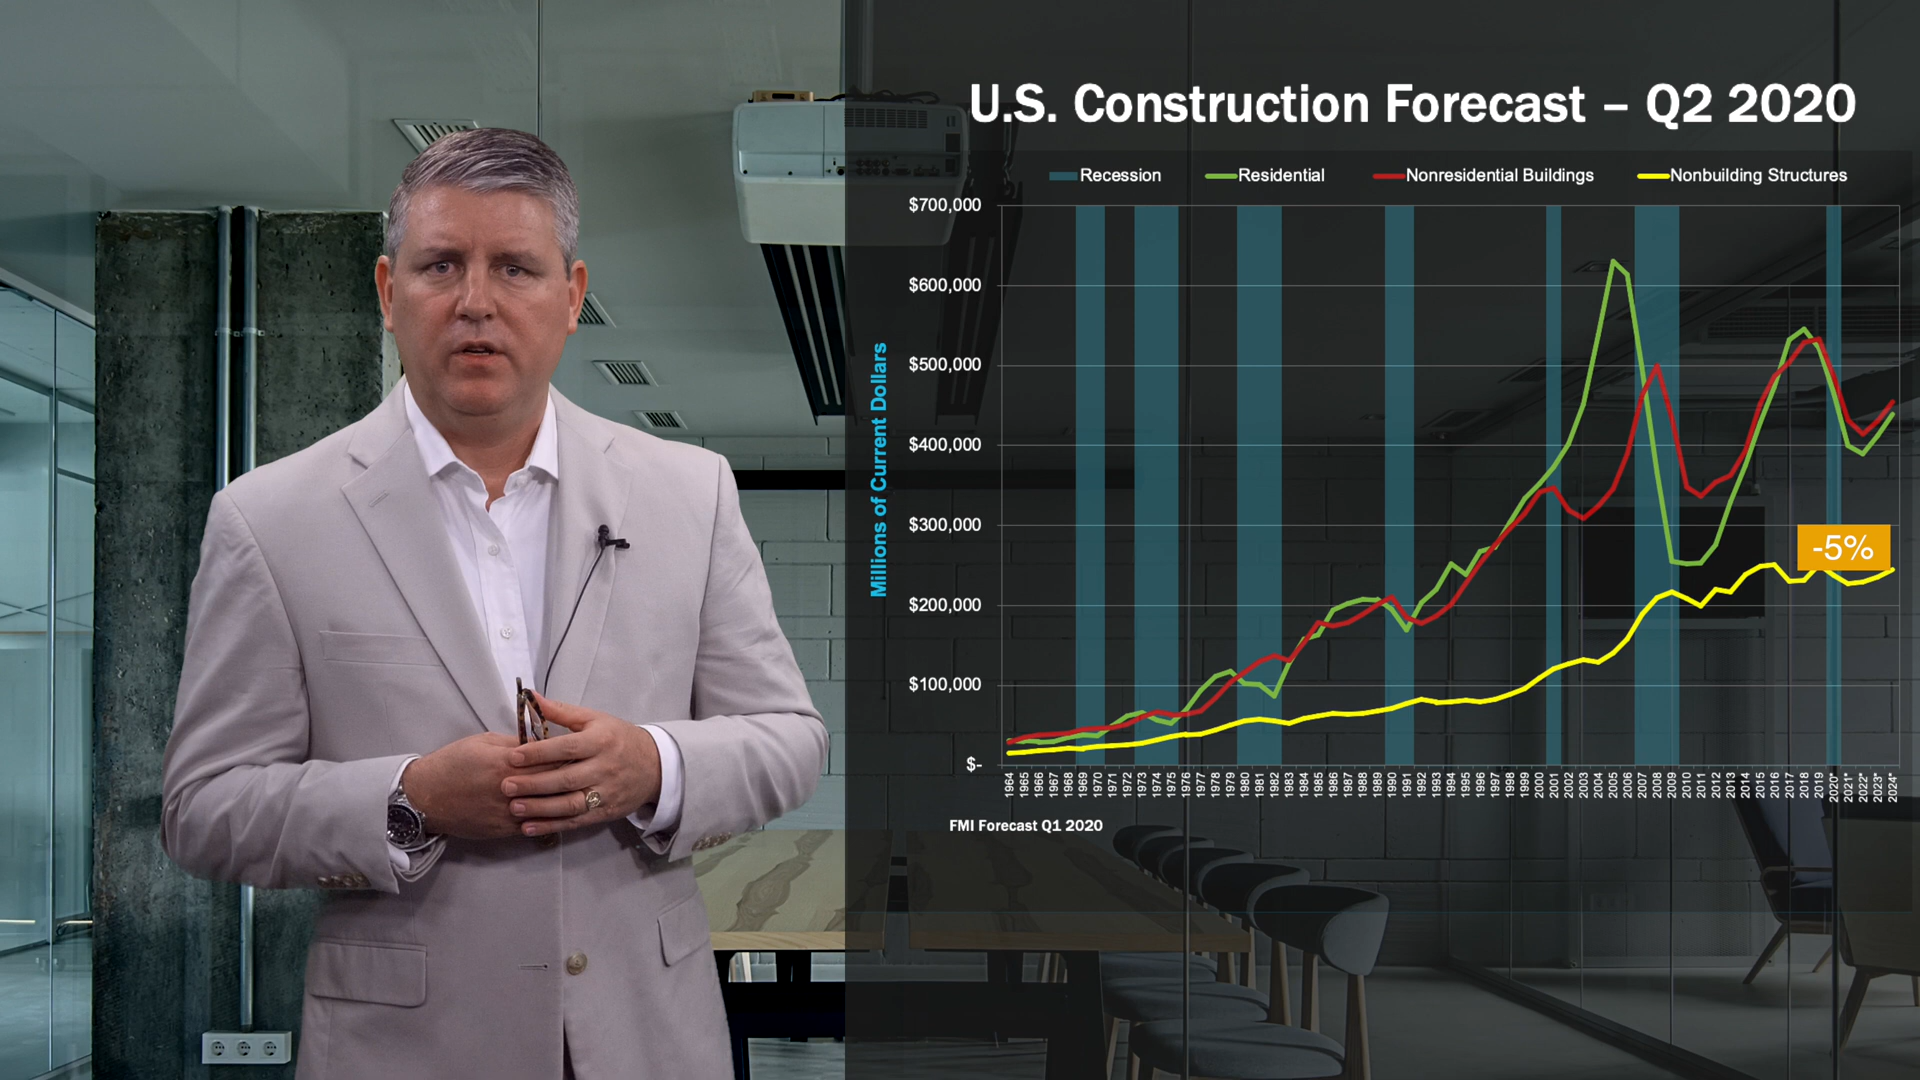 U.S. Construction Forecast – Q2 2020
Recession Residential Nonresidential Buildings Nonbuilding Structures
$700,000
$600,000
$500,000
$400,000
$300,000
$200,000
$100,000
$-
Millions of Current Dollars
-5%
1964 1965 1966 1967 1968 1969 1970 1971 1972 1973 1974 1975 1976 1977 1978 1979 1980 1981 1982 1983 1984 1985 1986 1987 1988 1989 1990 1991 1992 1993 1994 1995 1996 1997 1998 1999 2000 2001 2002 2003 2004 2005 2006 2007 2008 2009 2010 2011 2012 2013 2014 2015 2016 2017 2018 2019 2020* 2021* 2022* 2023* 2024*
FMI Forecast Q1 2020